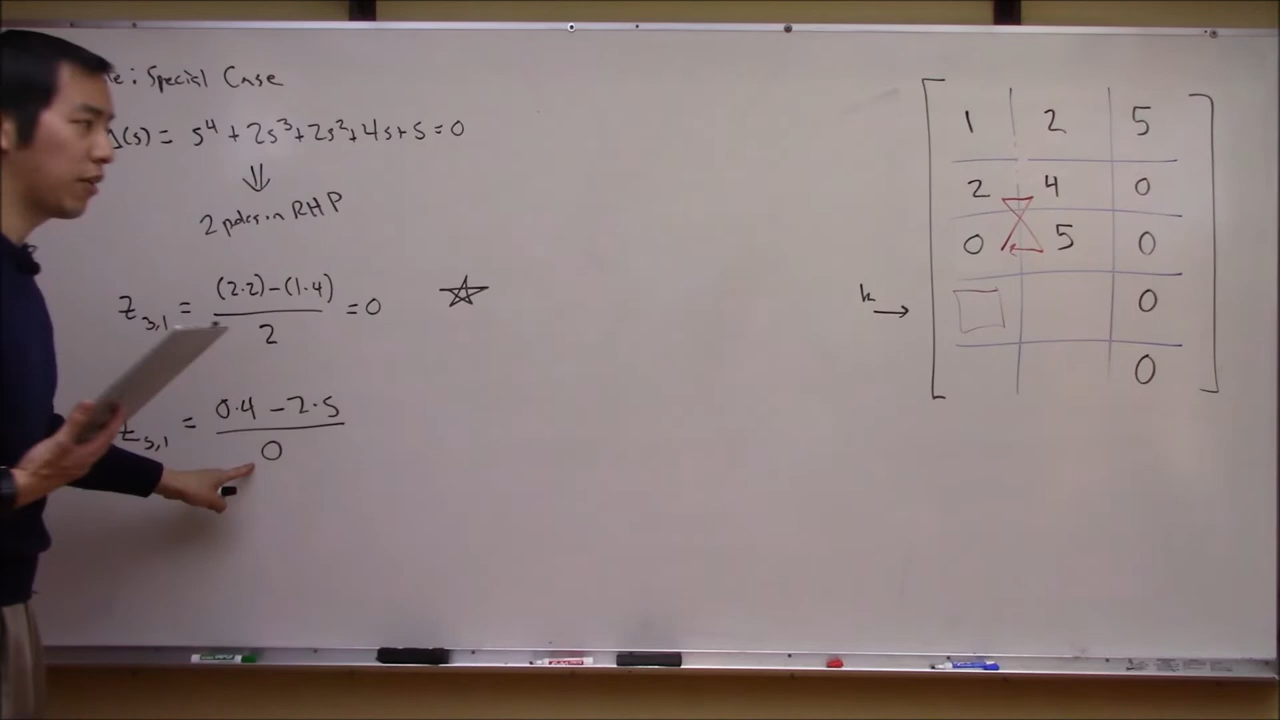 : Special Case
(s) = s⁴ + 2s³ + 2s² + 4s + 5 = 0
⇓
2 poles in RHP
Z₃,₁ = (2·2) - (1·4) / 2 = 0 ☆
Z₅,₁ = 0·4 - 2·5 / 0
1 2 5
2 4 0
0 5 0
k → 0
0